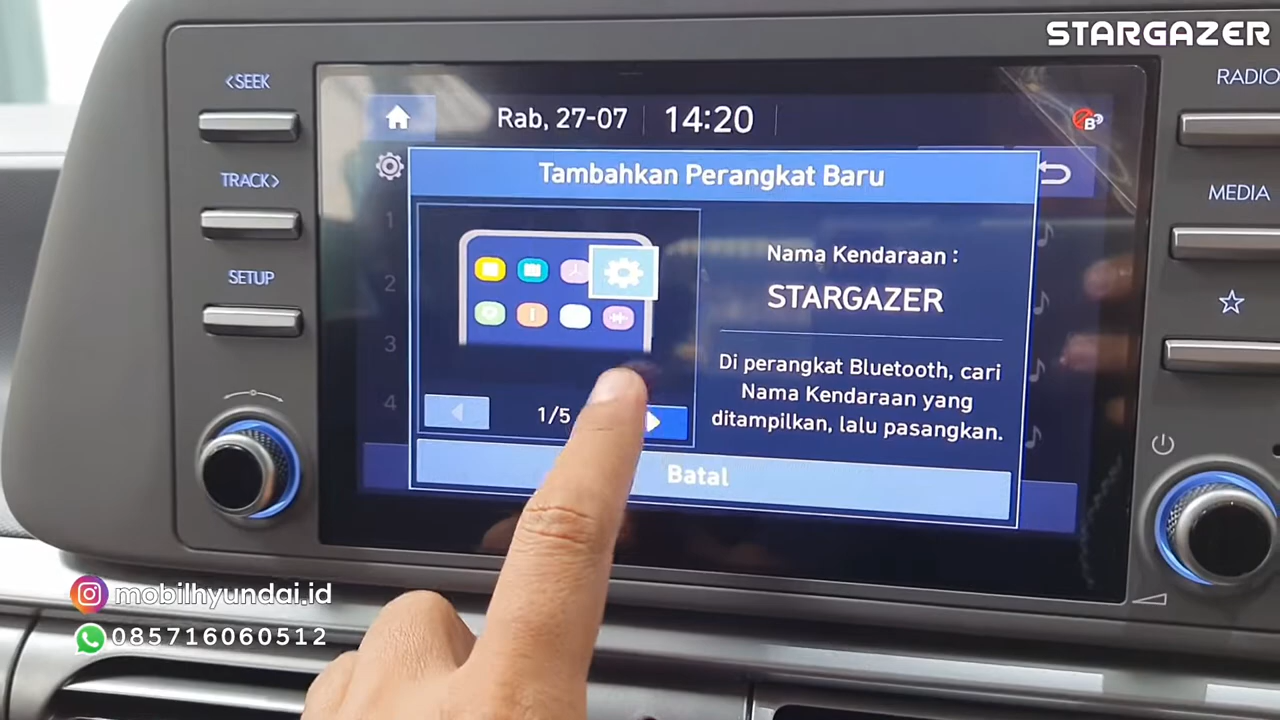 STARGAZER
<SEEK
TRACK>
SETUP
RADIO
MEDIA
Rab, 27-07
14:20
B
Tambahkan Perangkat Baru
1
2
3
4
Nama Kendaraan :
STARGAZER
Di perangkat Bluetooth, cari
Nama Kendaraan yang
ditampilkan, lalu pasangkan.
1/5
Batal
mobilhyundai.id
085716060512